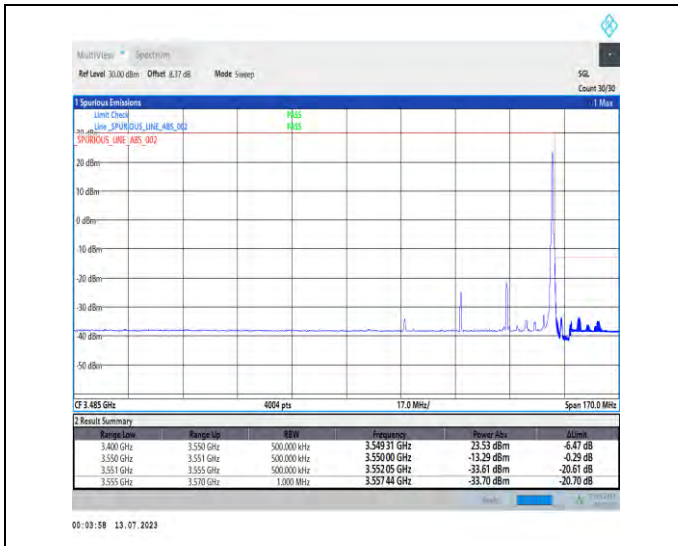 MultiView Spectrum
Ref Level 30.00 dBm Offset 8.37 dB Mode Sweep SGL
Count 30/30
1 Spurious Emissions 1 Max
Limit Check PASS
Line _SPURIOUS_LINE_ABS_002 PASS
_SPURIOUS_LINE_ABS_002
20 dBm
10 dBm
0 dBm
-10 dBm
-20 dBm
-30 dBm
-40 dBm
-50 dBm
CF 3.485 GHz 4004 pts 17.0 MHz/ Span 170.0 MHz
2 Result Summary
Range Low Range Up RBW Frequency Power Abs ΔLimit
3.400 GHz 3.550 GHz 500.000 kHz 3.549 31 GHz 23.53 dBm -6.47 dB
3.550 GHz 3.551 GHz 500.000 kHz 3.550 00 GHz -13.29 dBm -0.29 dB
3.551 GHz 3.555 GHz 500.000 kHz 3.552 05 GHz -33.61 dBm -20.61 dB
3.555 GHz 3.570 GHz 1.000 MHz 3.557 44 GHz -33.70 dBm -20.70 dB
Ready
00:03:58 13.07.2023